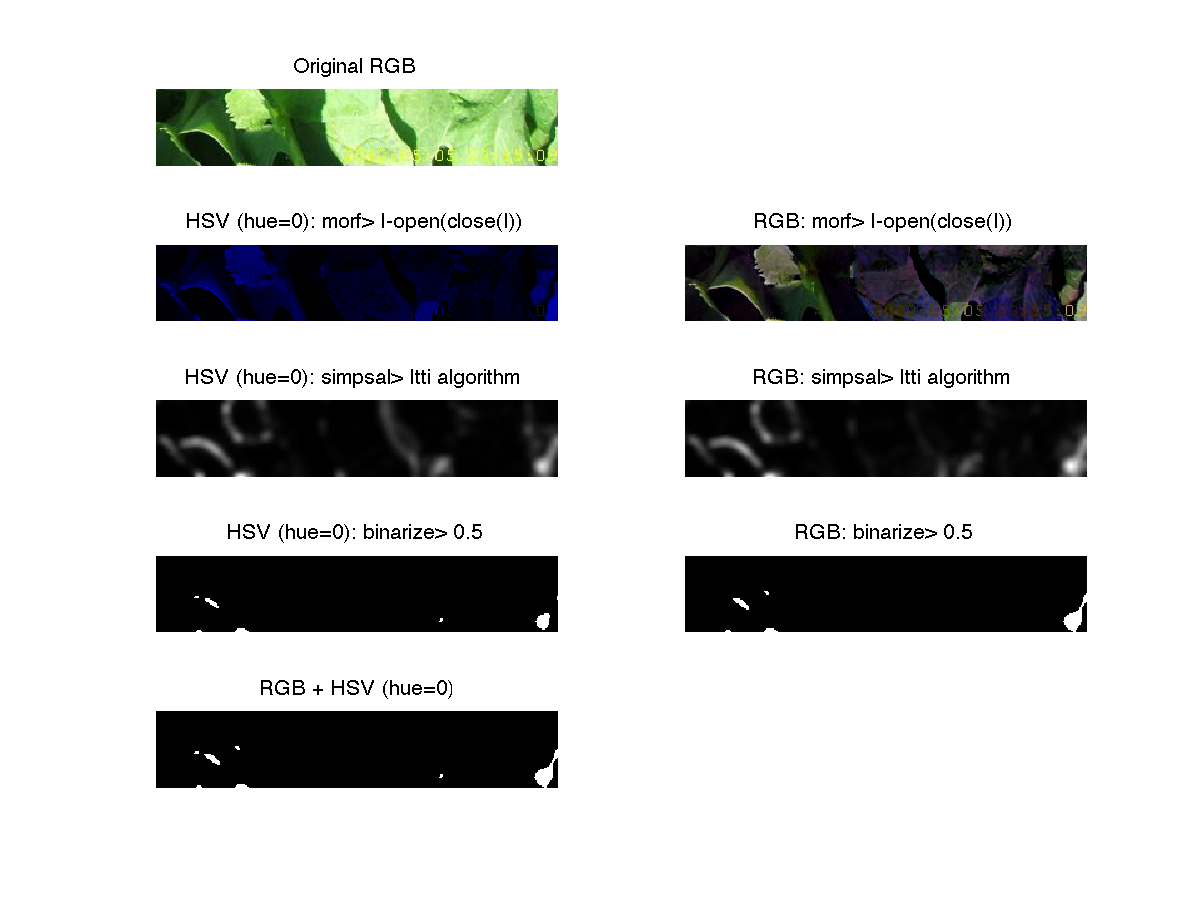 Original RGB
HSV (hue=0): morf> I-open(close(I))
RGB: morf> I-open(close(I))
HSV (hue=0): simpsal> Itti algorithm
RGB: simpsal> Itti algorithm
HSV (hue=0): binarize> 0.5
RGB: binarize> 0.5
RGB + HSV (hue=0)